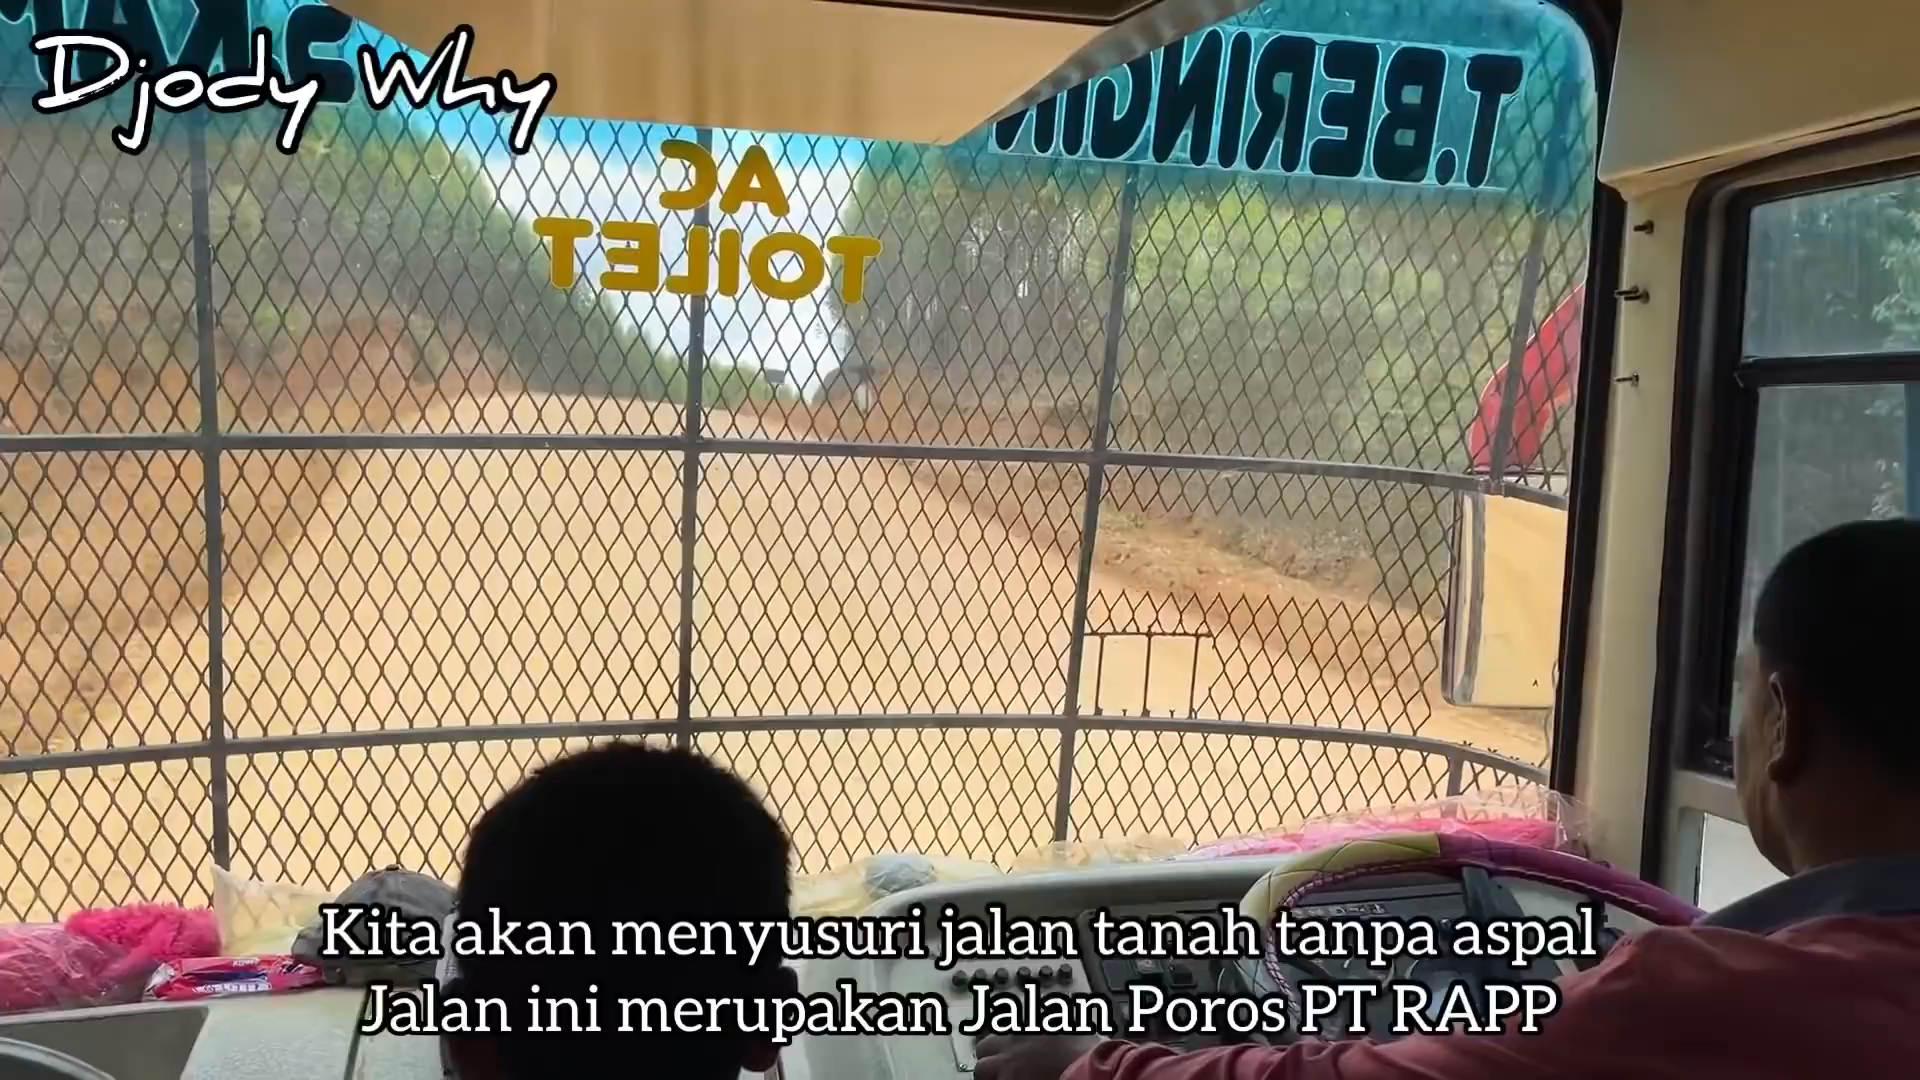 Djody Why
T.BERINGIN
AC
TOILET
Kita akan menyusuri jalan tanah tanpa aspal
Jalan ini merupakan Jalan Poros PT RAPP